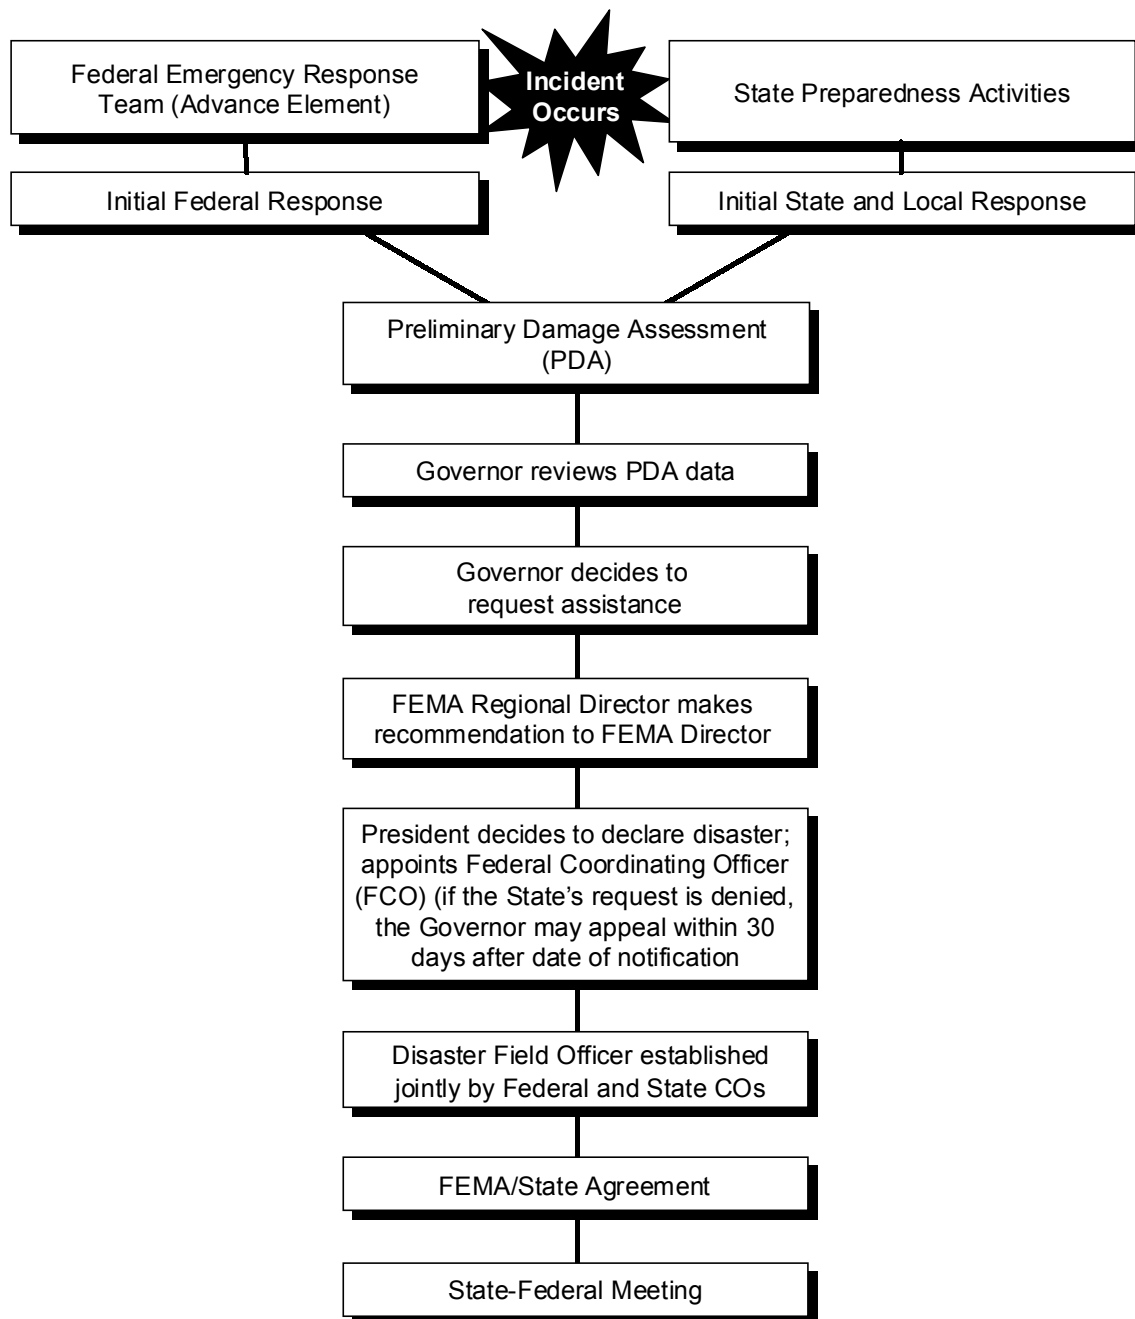 Federal Emergency Response
Team (Advance Element)
Incident
Occurs
State Preparedness Activities
Initial Federal Response
Initial State and Local Response
Preliminary Damage Assessment
(PDA)
Governor reviews PDA data
Governor decides to
request assistance
FEMA Regional Director makes
recommendation to FEMA Director
President decides to declare disaster;
appoints Federal Coordinating Officer
(FCO) (if the State’s request is denied,
the Governor may appeal within 30
days after date of notification
Disaster Field Officer established
jointly by Federal and State COs
FEMA/State Agreement
State-Federal Meeting